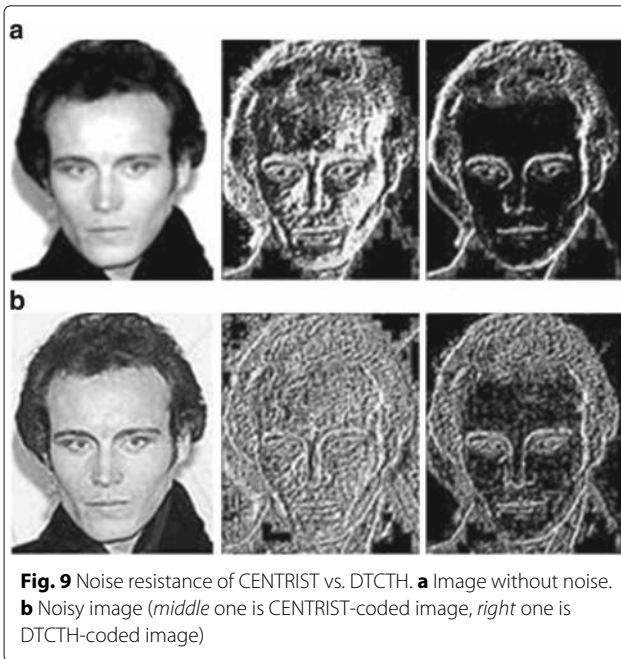 a
b
Fig. 9 Noise resistance of CENTRIST vs. DTCTH. a Image without noise.
b Noisy image (middle one is CENTRIST-coded image, right one is
DTCTH-coded image)